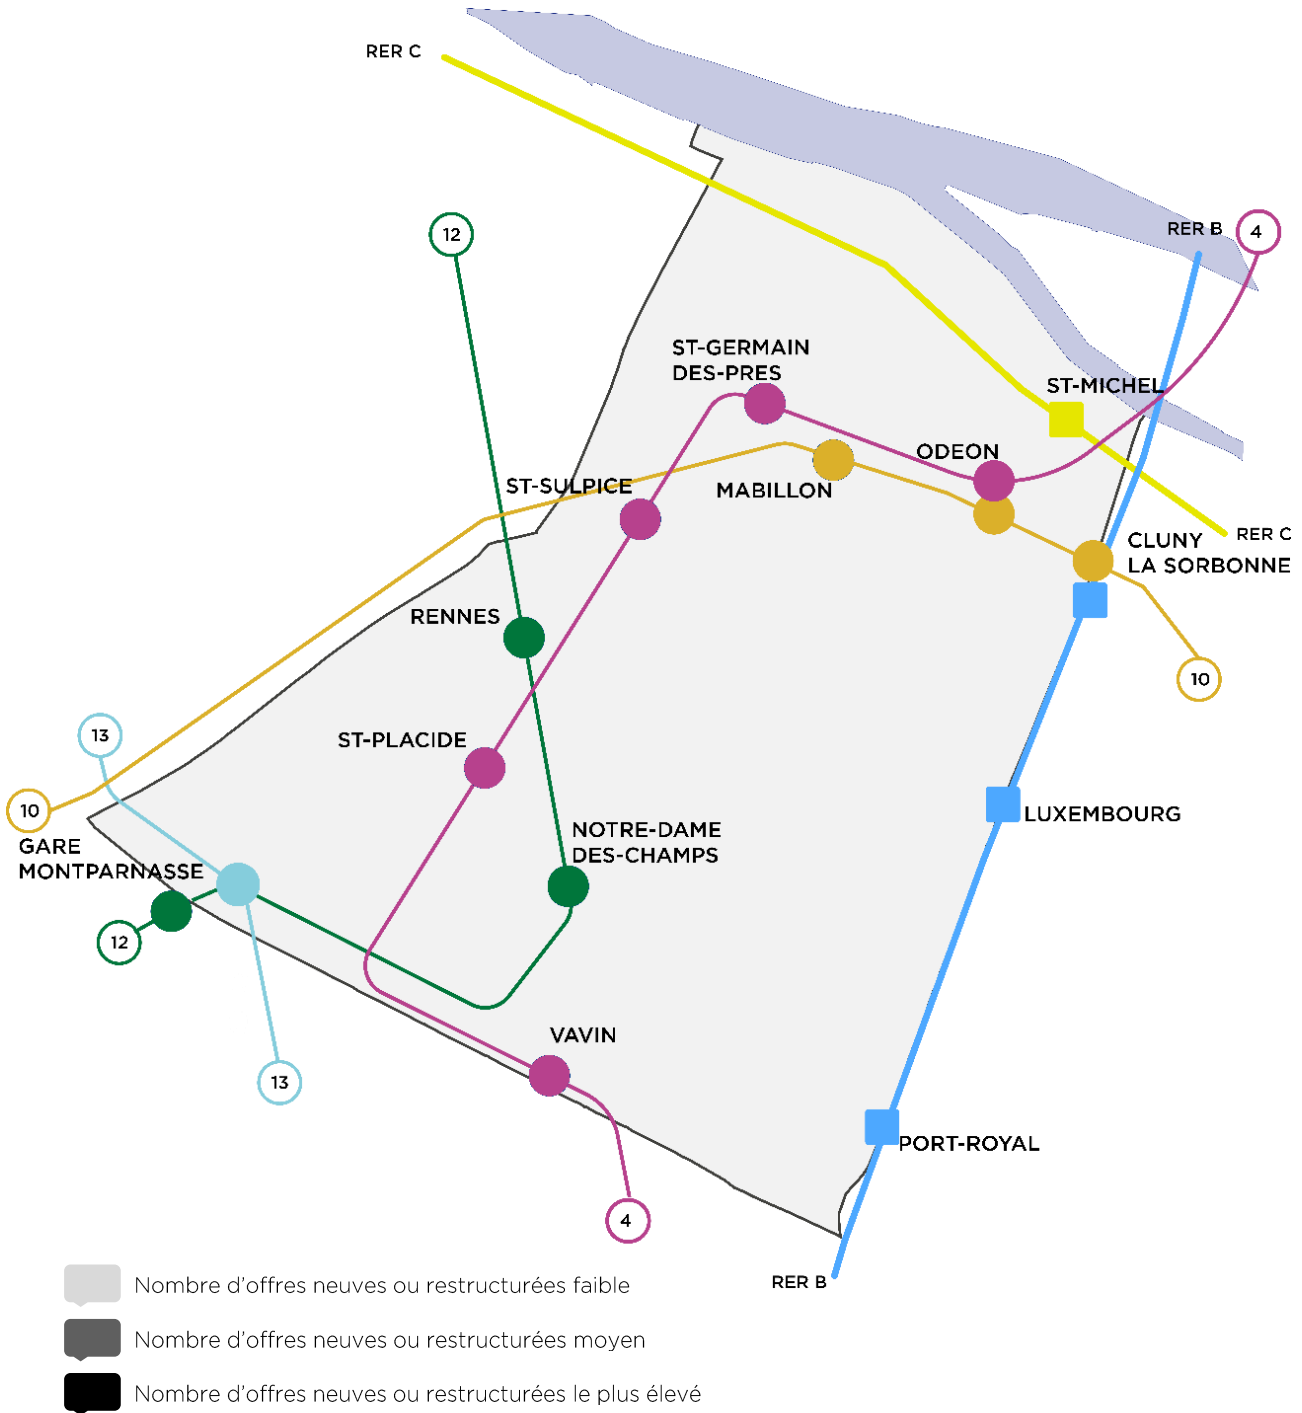 RER C
12
RER B
4
ST-GERMAIN
DES-PRES
ST-MICHEL
ODEON
ST-SULPICE
MABILLON
RER C
CLUNY
LA SORBONNE
RENNES
10
13
ST-PLACIDE
10
LUXEMBOURG
GARE
MONTPARNASSE
NOTRE-DAME
DES-CHAMPS
12
VAVIN
13
PORT-ROYAL
4
RER B
Nombre d'offres neuves ou restructurées faible
Nombre d'offres neuves ou restructurées moyen
Nombre d'offres neuves ou restructurées le plus élevé